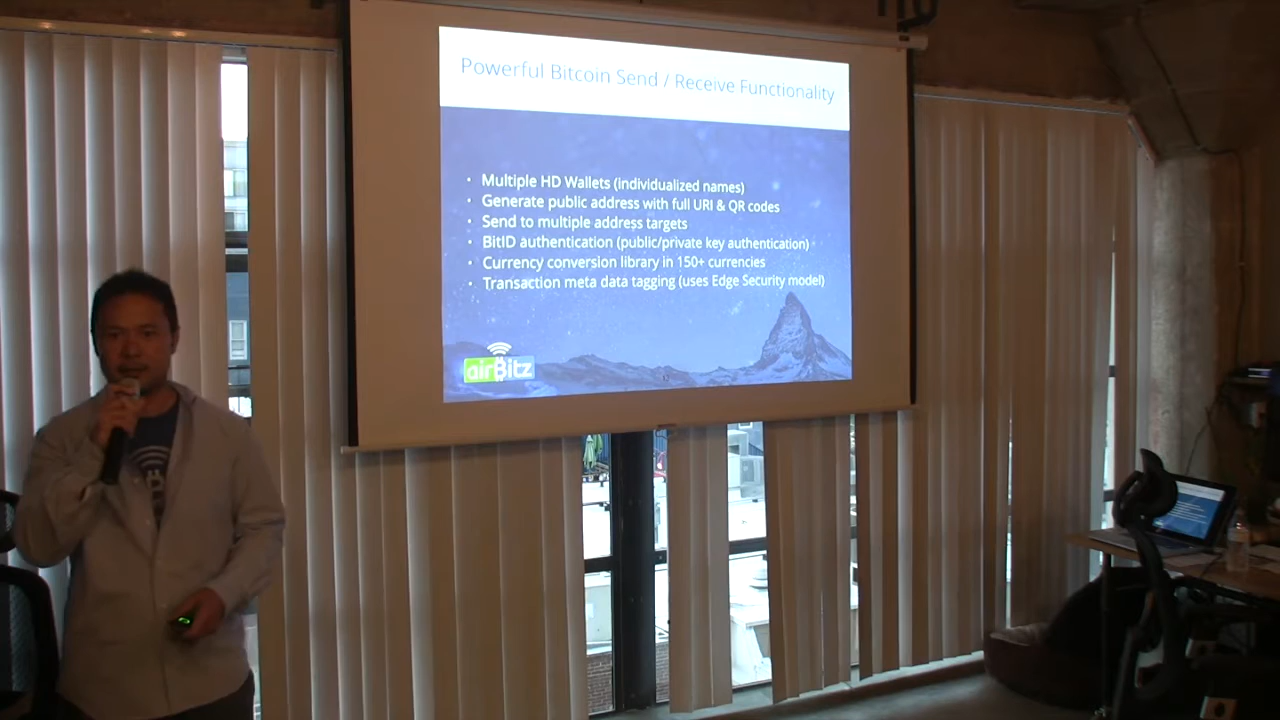 Powerful Bitcoin Send / Receive Functionality
• Multiple HD Wallets (individualized names)
• Generate public address with full URI & QR codes
• Send to multiple address targets
• BitID authentication (public/private key authentication)
• Currency conversion library in 150+ currencies
• Transaction meta data tagging (uses Edge Security model)
airBitz